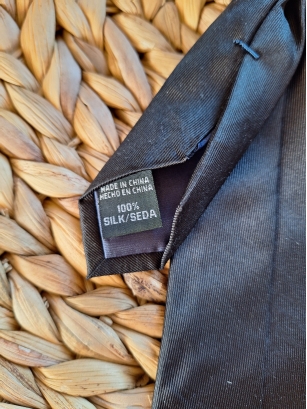 MADE IN CHINA
HECHO EN CHINA
100%
SILK/SEDA